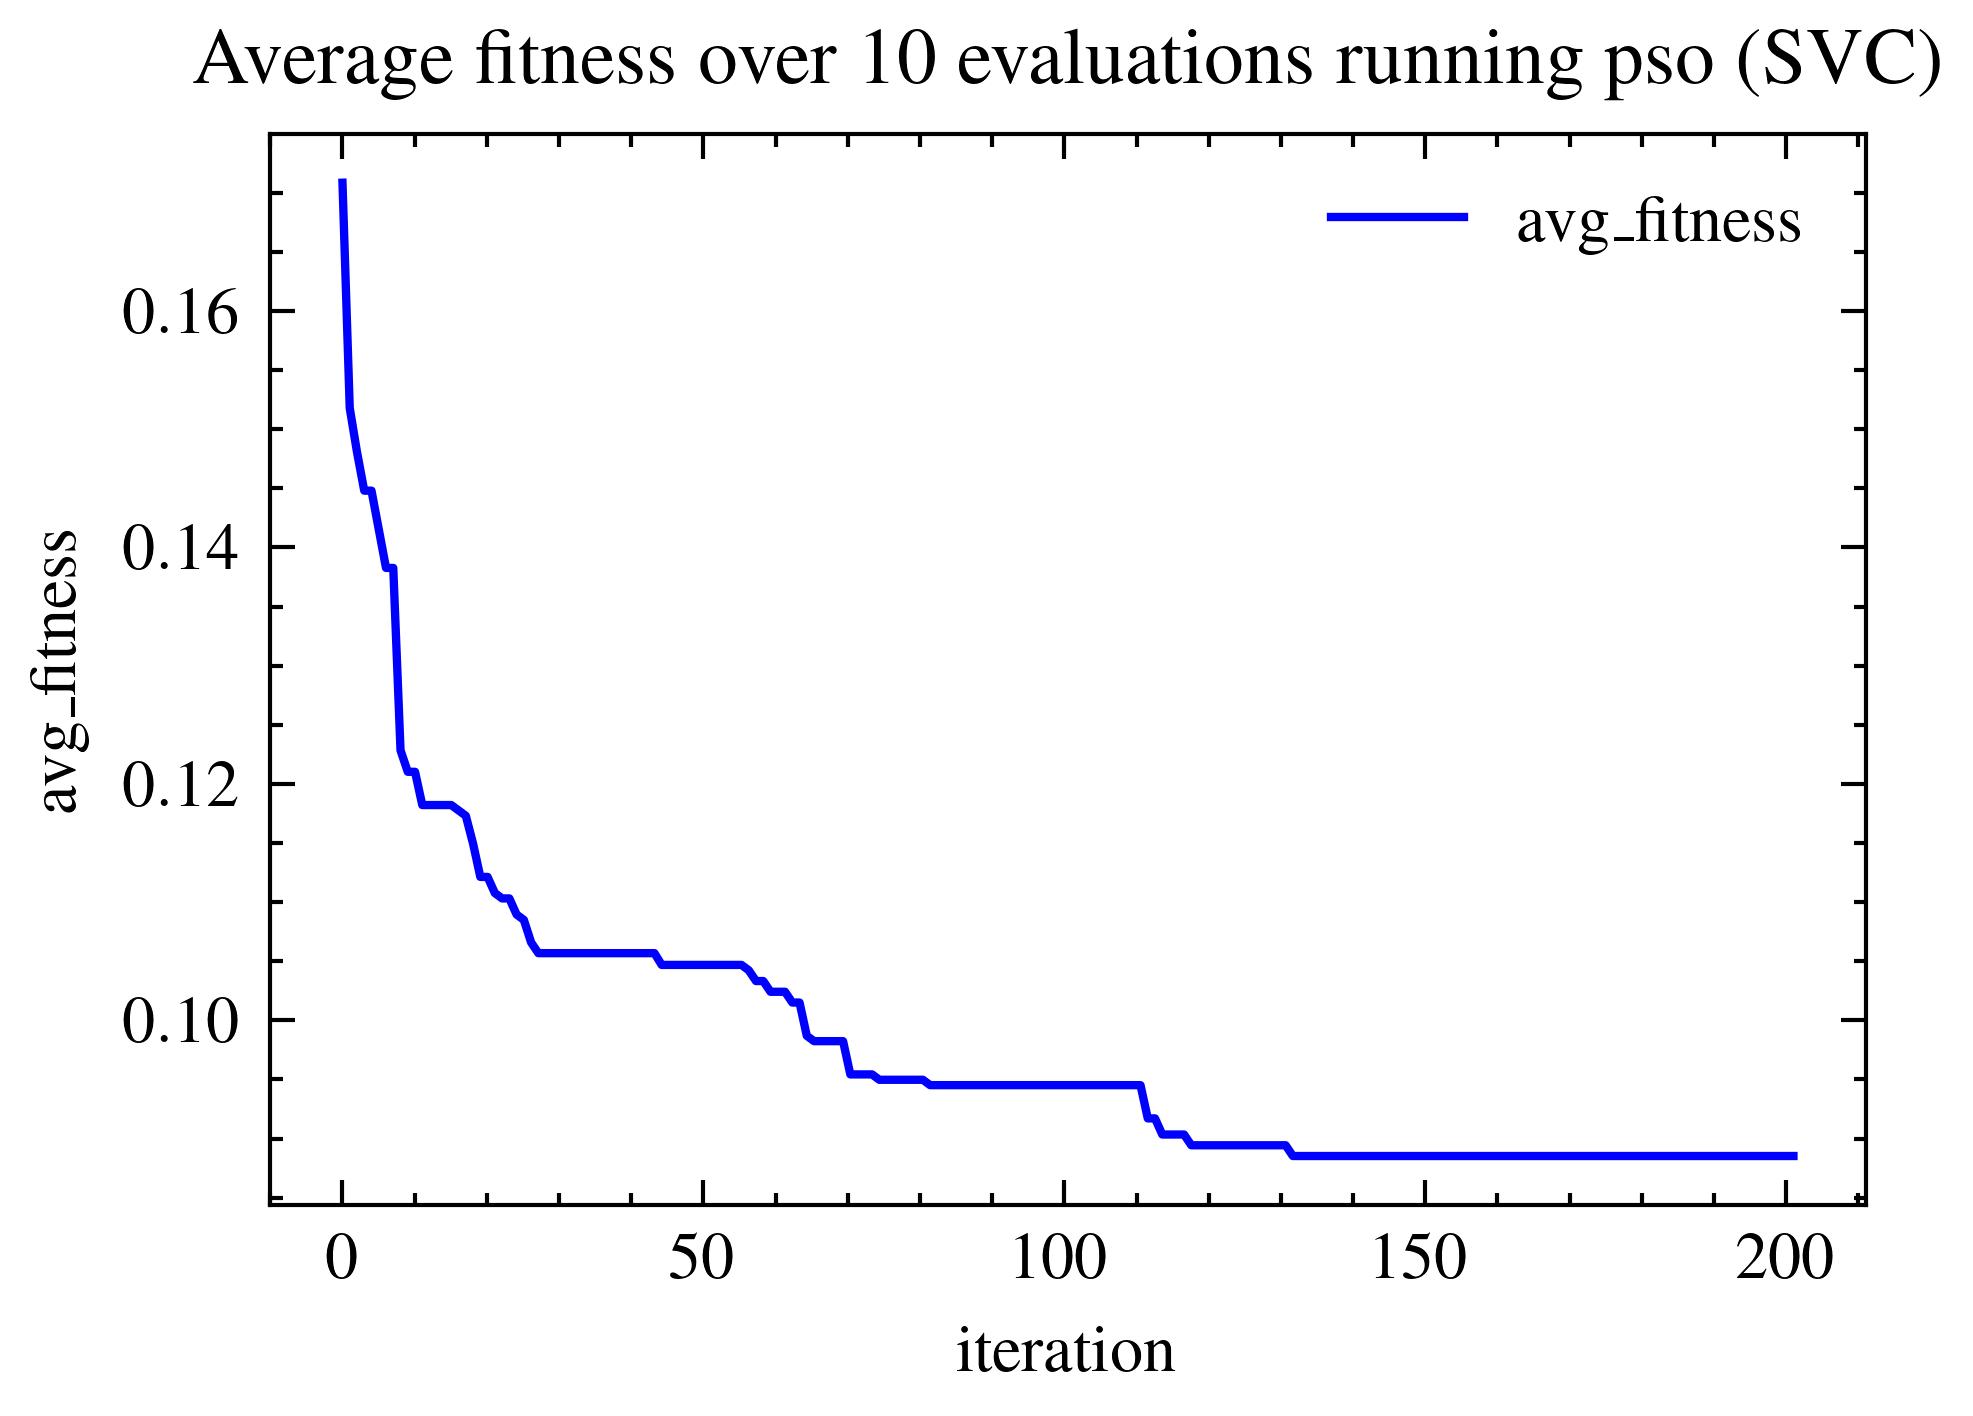 Average fitness over 10 evaluations running pso (SVC)
avg_fitness
0.16
0.14
0.12
0.10
avg_fitness
0 50 100 150 200
iteration